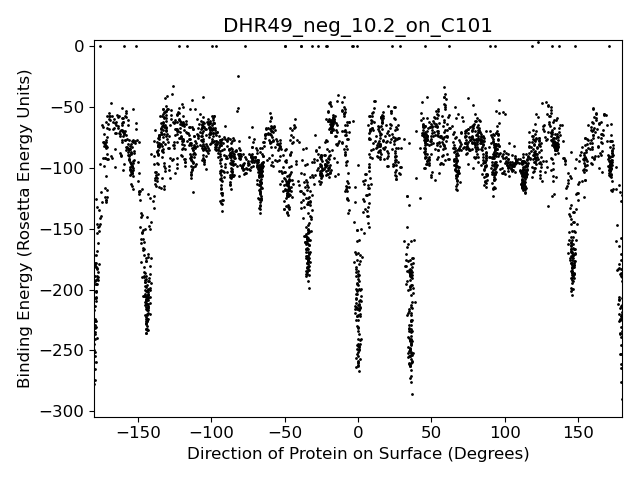 DHR49_neg_10.2_on_C101
Binding Energy (Rosetta Energy Units)
0
−50
−100
−150
−200
−250
−300
−150 −100 −50 0 50 100 150
Direction of Protein on Surface (Degrees)